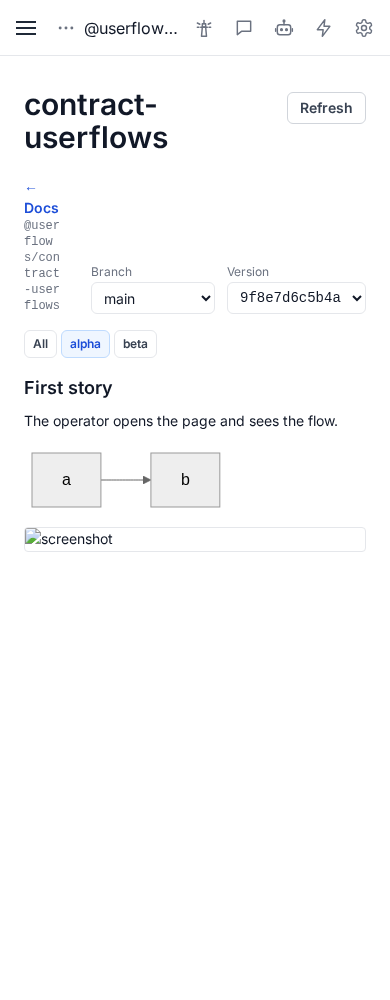 @userflow...
contract-
userflows
Refresh
←
Docs
@user
flow
s/con
tract
-user
flows
Branch
main
Version
9f8e7d6c5b4a
All
alpha
beta
First story
The operator opens the page and sees the flow.
a
b
screenshot